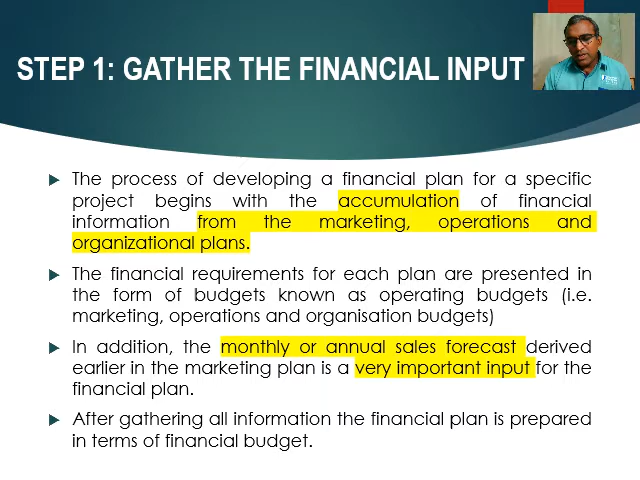 STEP 1: GATHER THE FINANCIAL INPUT
The process of developing a financial plan for a specific
project begins with the accumulation of financial
information from the marketing, operations and
organizational plans.
The financial requirements for each plan are presented in
the form of budgets known as operating budgets (i.e.
marketing, operations and organisation budgets)
In addition, the monthly or annual sales forecast derived
earlier in the marketing plan is a very important input for the
financial plan.
After gathering all information the financial plan is prepared
in terms of financial budget.